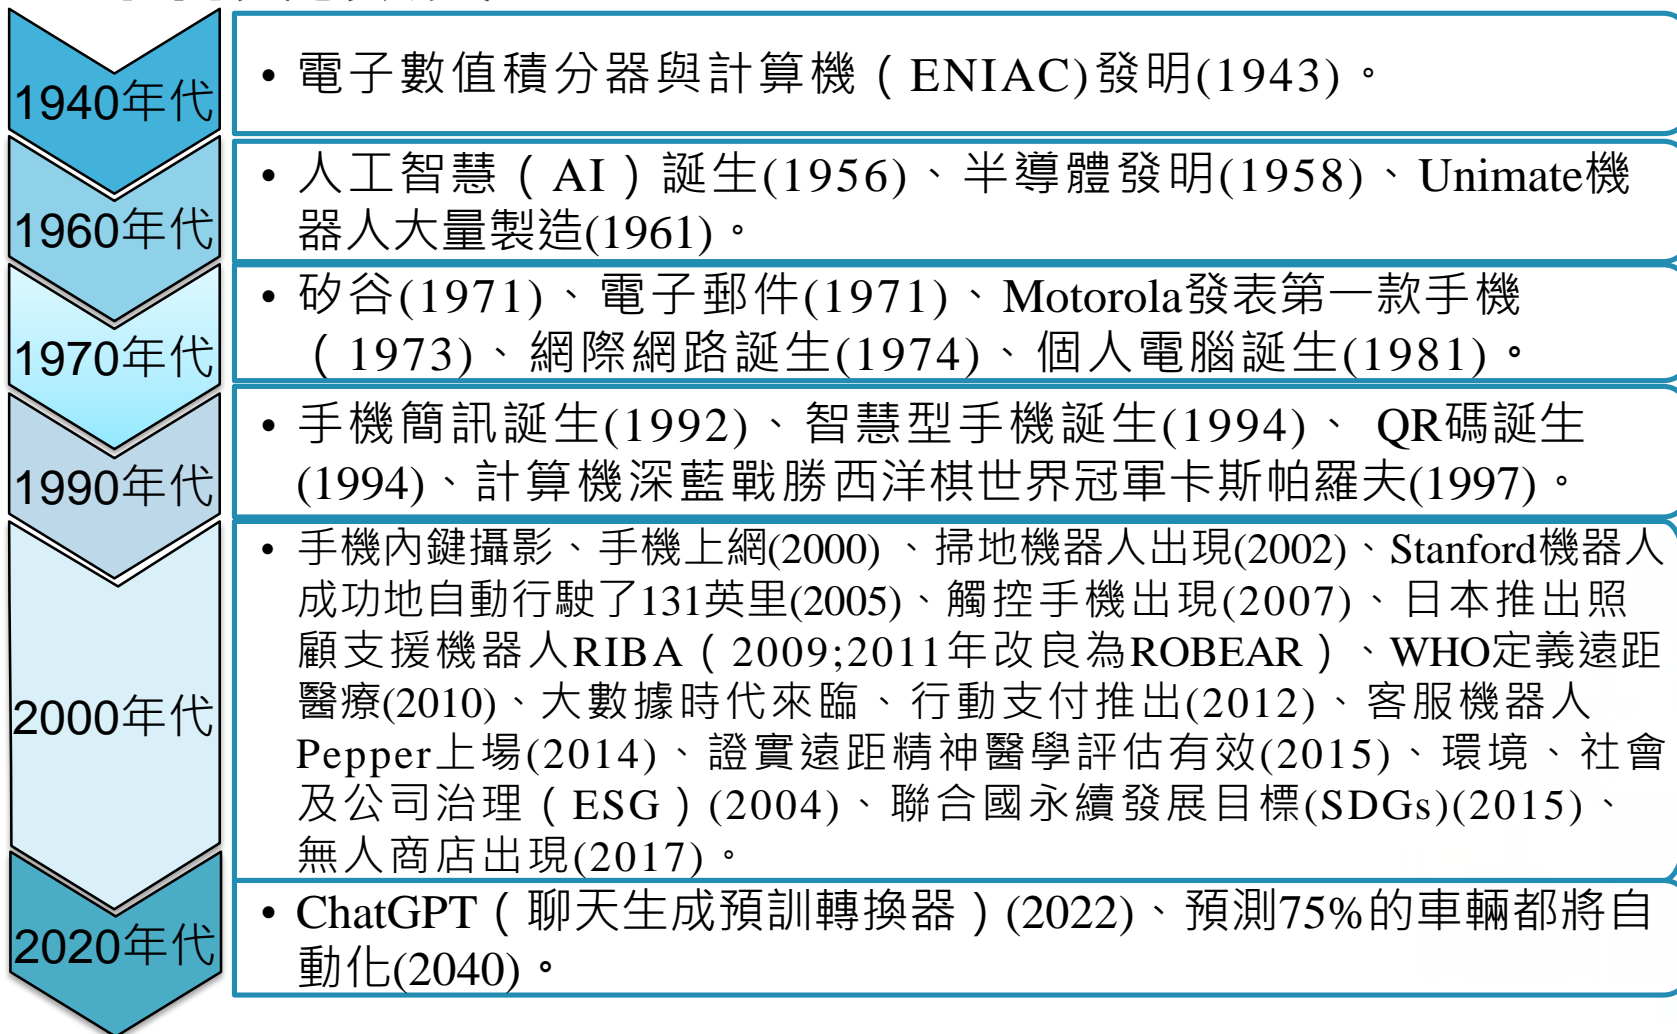 1940年代
• 電子數值積分器與計算機（ENIAC)發明(1943)。
1960年代
• 人工智慧（AI）誕生(1956)、半導體發明(1958)、Unimate機
器人大量製造(1961)。
1970年代
• 矽谷(1971)、電子郵件(1971)、Motorola發表第一款手機
（1973)、網際網路誕生(1974)、個人電腦誕生(1981)。
1990年代
• 手機簡訊誕生(1992)、智慧型手機誕生(1994)、 QR碼誕生
(1994)、計算機深藍戰勝西洋棋世界冠軍卡斯帕羅夫(1997)。
2000年代
• 手機內鍵攝影、手機上網(2000) 、掃地機器人出現(2002)、Stanford機器人
成功地自動行駛了131英里(2005)、觸控手機出現(2007)、日本推出照
顧支援機器人RIBA（2009;2011年改良為ROBEAR）、WHO定義遠距
醫療(2010)、大數據時代來臨、行動支付推出(2012)、客服機器人
Pepper上場(2014)、證實遠距精神醫學評估有效(2015)、環境、社會
及公司治理（ESG）(2004)、聯合國永續發展目標(SDGs)(2015)、
無人商店出現(2017)。
2020年代
• ChatGPT（聊天生成預訓轉換器）(2022)、預測75%的車輛都將自
動化(2040)。